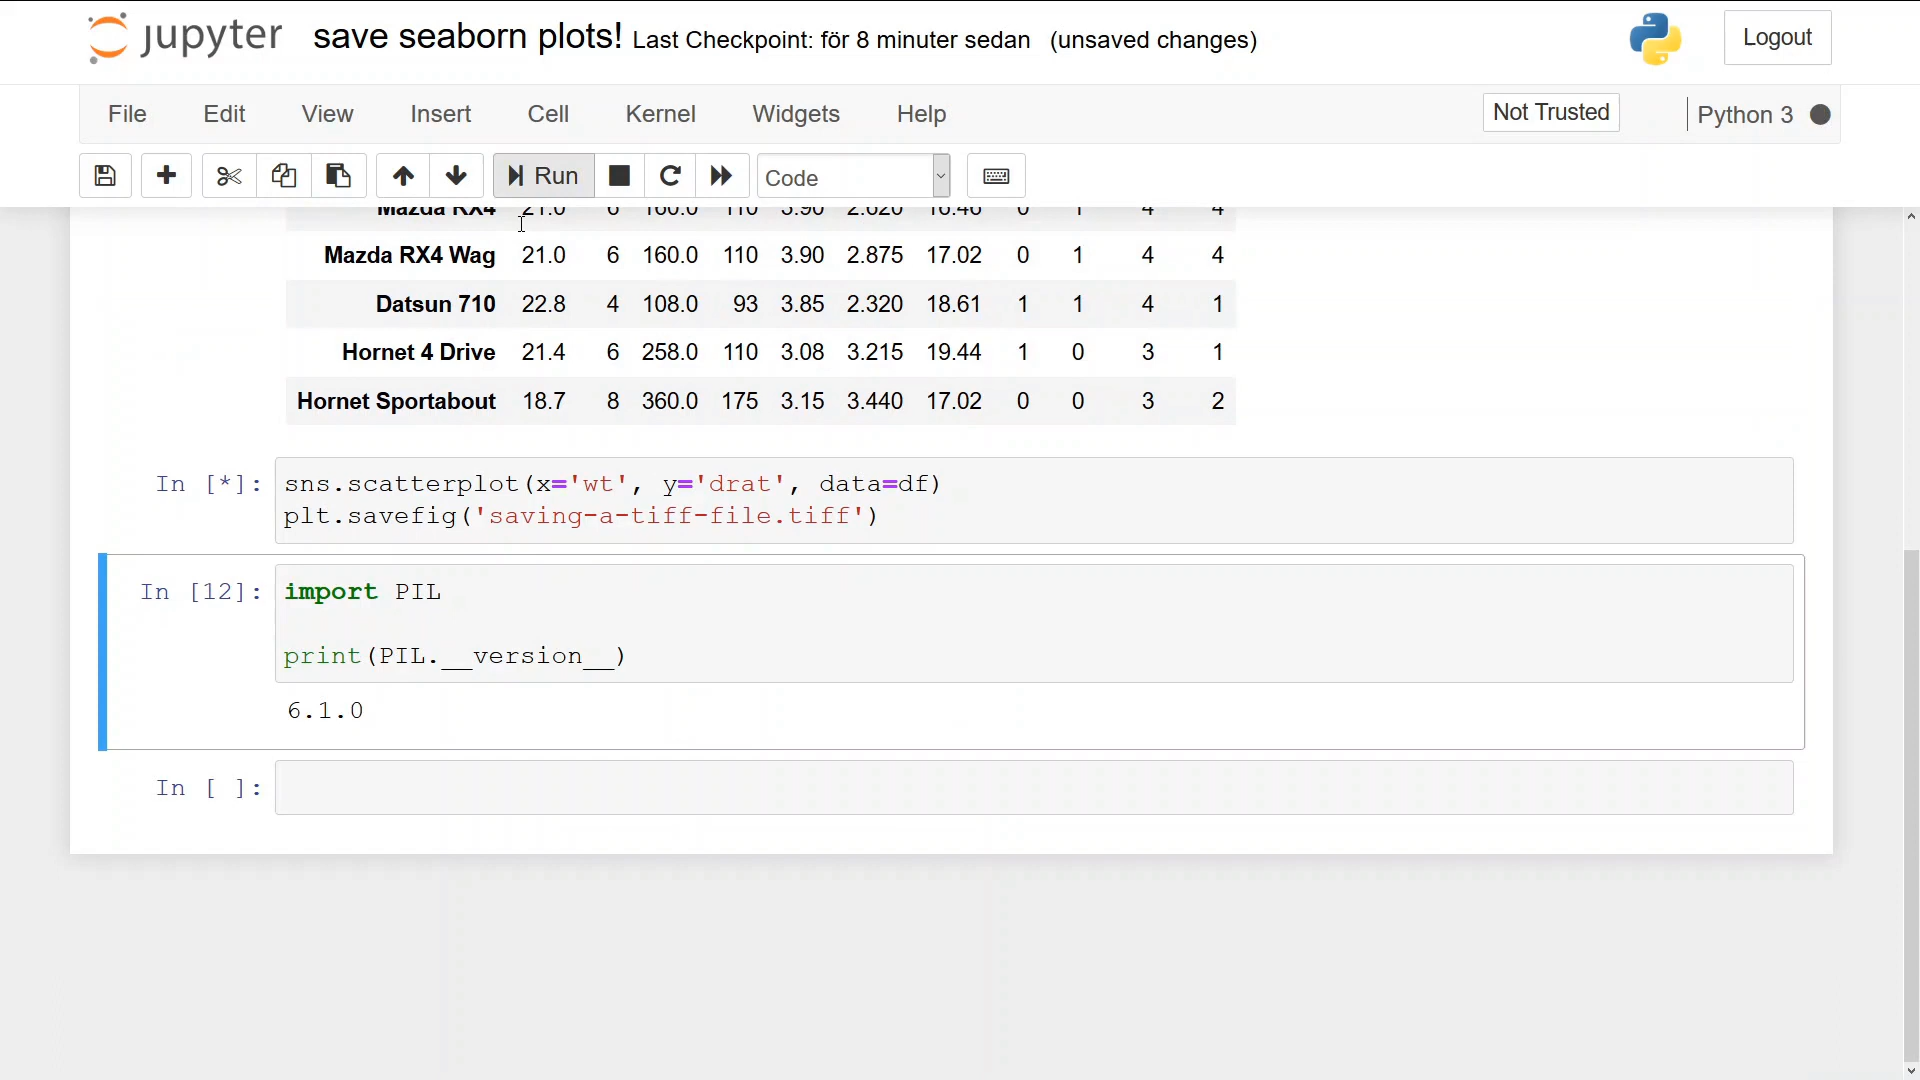 jupyter save seaborn plots! Last Checkpoint: för 8 minuter sedan (unsaved changes) Logout
File Edit View Insert Cell Kernel Widgets Help Not Trusted Python 3
Run Code
Mazda RX4 21.0 6 160.0 110 3.90 2.620 16.46 0 1 4 4
Mazda RX4 Wag 21.0 6 160.0 110 3.90 2.875 17.02 0 1 4 4
Datsun 710 22.8 4 108.0 93 3.85 2.320 18.61 1 1 4 1
Hornet 4 Drive 21.4 6 258.0 110 3.08 3.215 19.44 1 0 3 1
Hornet Sportabout 18.7 8 360.0 175 3.15 3.440 17.02 0 0 3 2
In [*]: sns.scatterplot(x='wt', y='drat', data=df)
plt.savefig('saving-a-tiff-file.tiff')
In [12]: import PIL
print(PIL.__version__)
6.1.0
In [ ]: